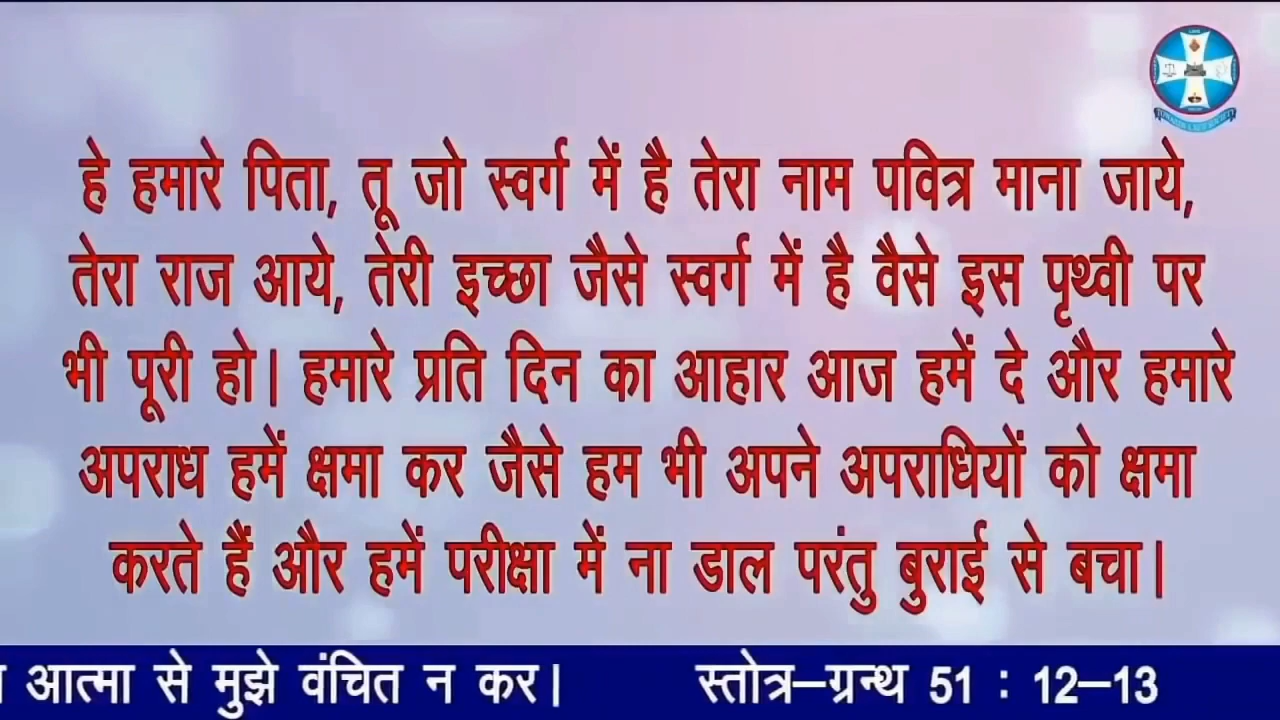 हे हमारे पिता, तू जो स्वर्ग में है तेरा नाम पवित्र माना जाये,
तेरा राज आये, तेरी इच्छा जैसे स्वर्ग में है वैसे इस पृथ्वी पर
भी पूरी हो। हमारे प्रति दिन का आहार आज हमें दे और हमारे
अपराध हमें क्षमा कर जैसे हम भी अपने अपराधियों को क्षमा
करते हैं और हमें परीक्षा में ना डाल परंतु बुराई से बचा।
आत्मा से मुझे वंचित न कर। स्तोत्र–ग्रन्थ 51 : 12–13